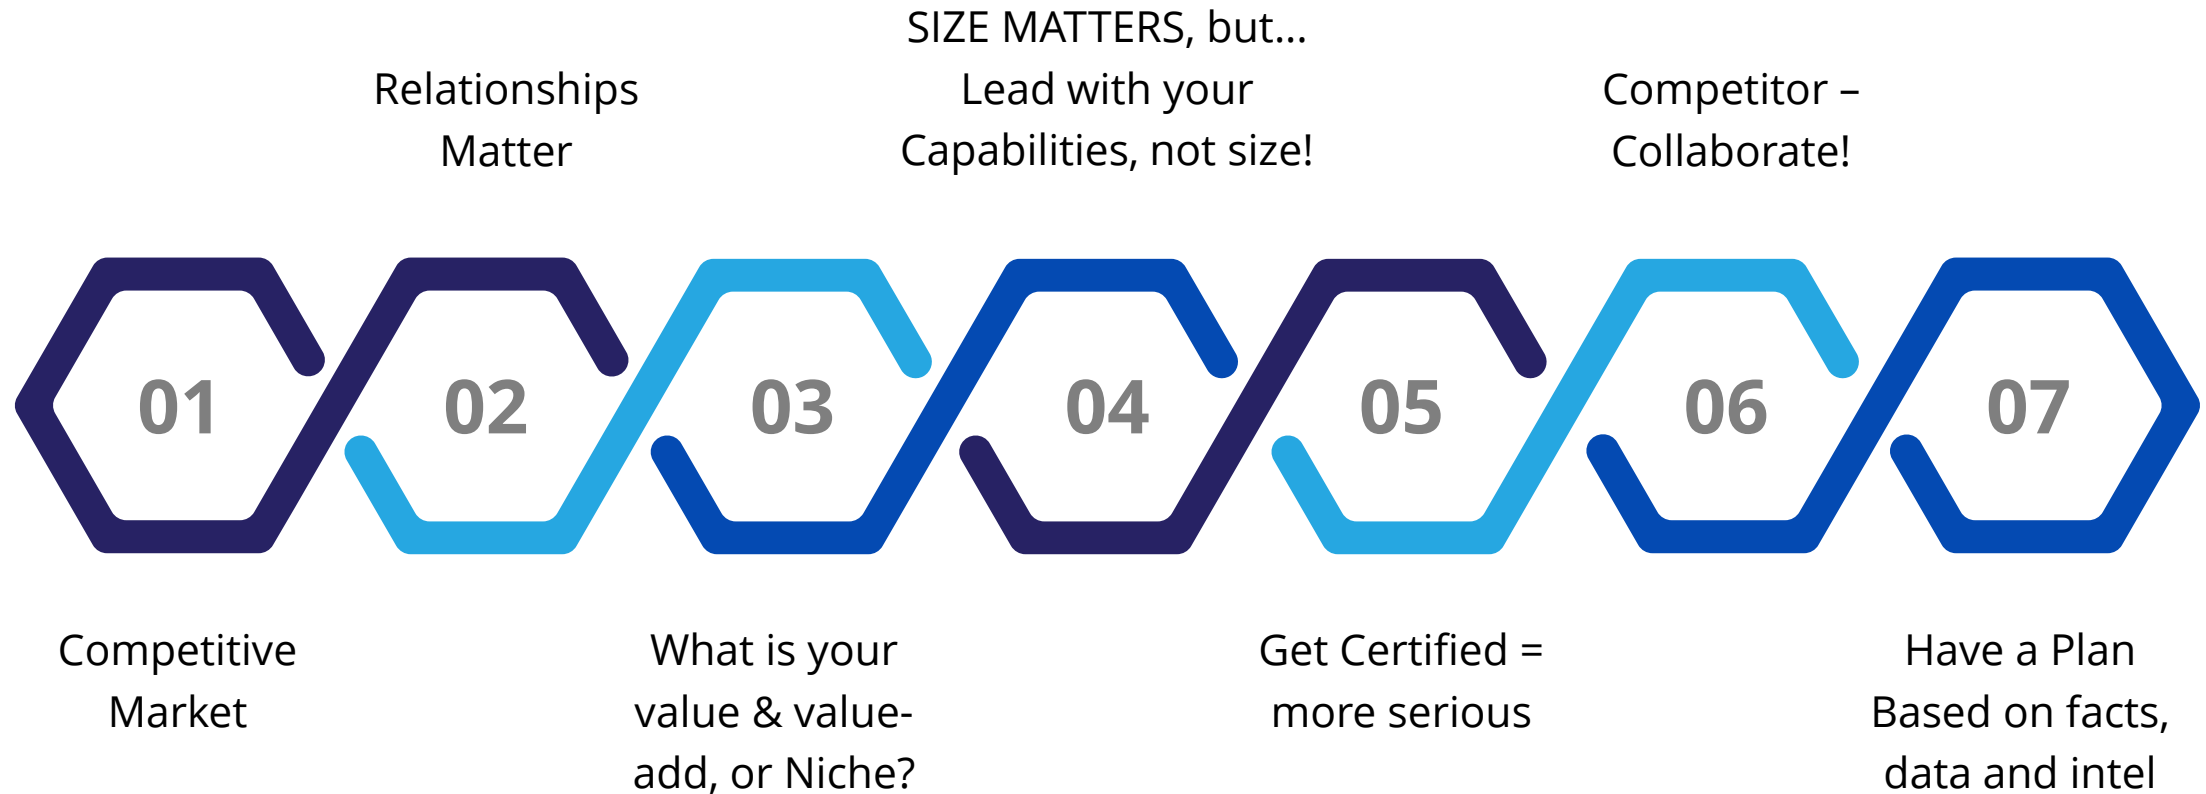 SIZE MATTERS, but...
Relationships
Matter
Lead with your
Capabilities, not size!
Competitor –
Collaborate!
01
02
03
04
05
06
07
Competitive
Market
What is your
value & value-
add, or Niche?
Get Certified =
more serious
Have a Plan
Based on facts,
data and intel